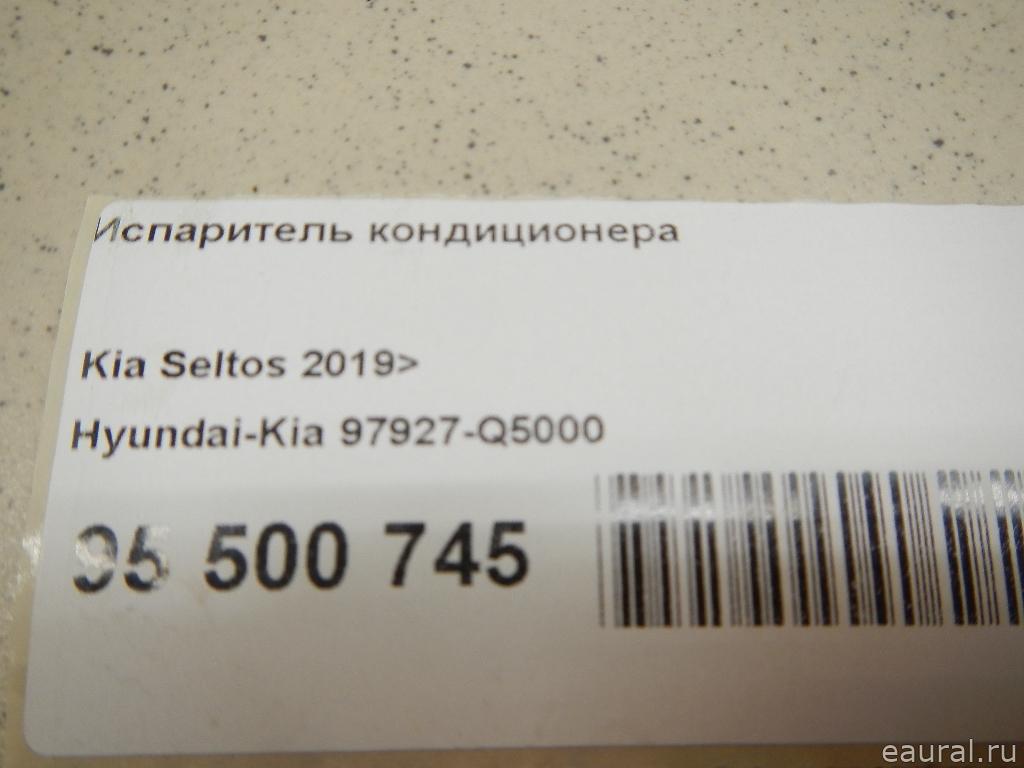 Испаритель кондиционера
Kia Seltos 2019>
Hyundai-Kia 97927-Q5000
95 500 745
eaural.ru